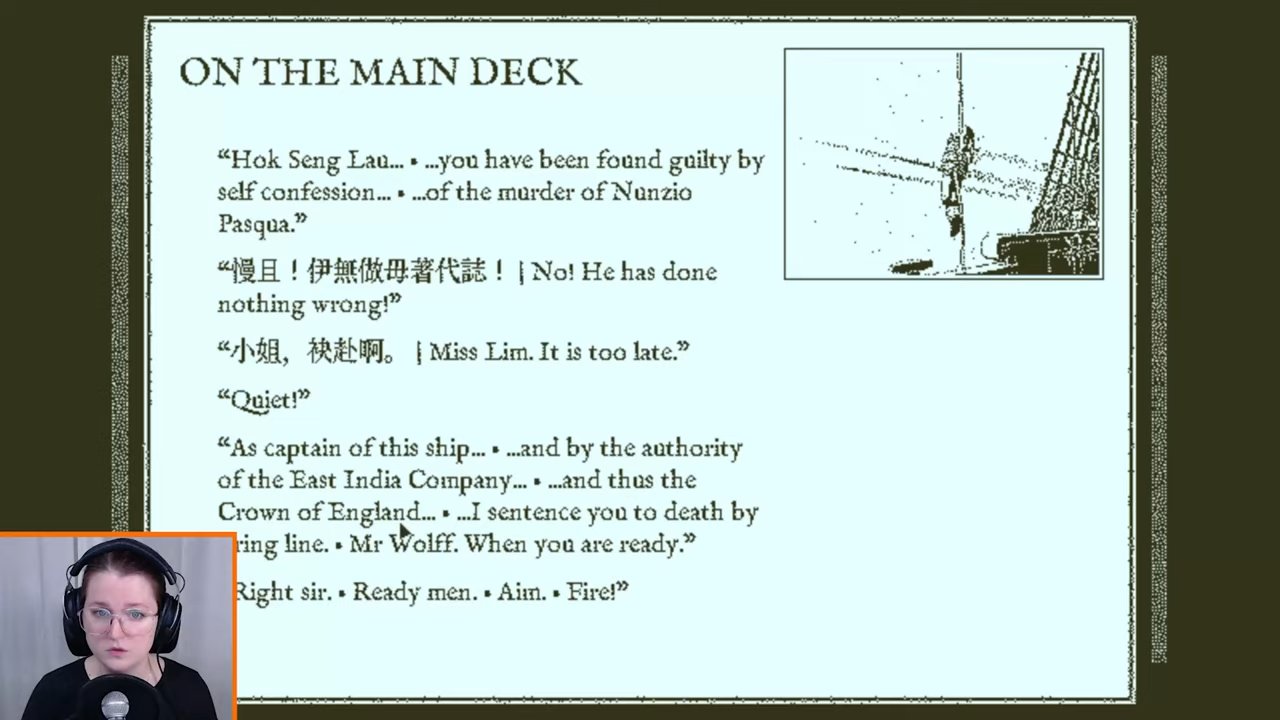 ON THE MAIN DECK
“Hok Seng Lau... • ...you have been found guilty by
self confession... • ...of the murder of Nunzio
Pasqua.”
“慢且！伊無做毋著代誌！ | No! He has done
nothing wrong!”
“小姐，袂赴啊。 | Miss Lim. It is too late.”
“Quiet!”
“As captain of this ship... • ...and by the authority
of the East India Company... • ...and thus the
Crown of England... • ...I sentence you to death by
ring line. • Mr Wolff. When you are ready.”
Right sir. • Ready men. • Aim. • Fire!”